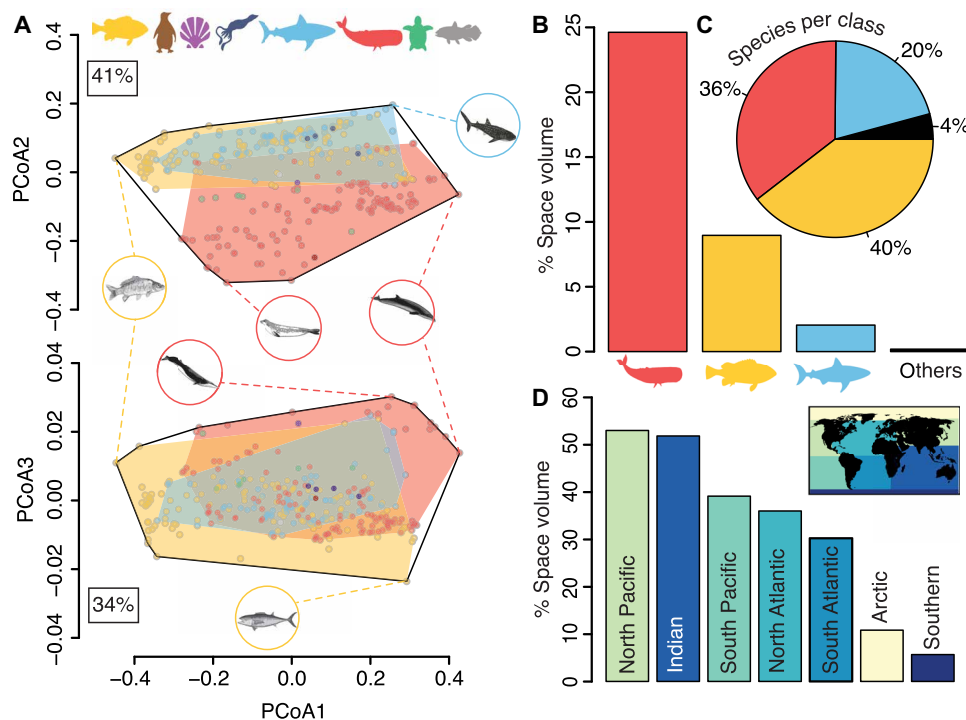 A
0.4
0.2
0.0
−0.2
−0.4
PCoA2
41%
0.04
0.02
0.00
−0.02
−0.04
PCoA3
34%
−0.4
−0.2
0.0
0.2
0.4
PCoA1
B
25
20
15
10
5
0
% Space volume
Others
C
Species per class
20%
36%
4%
40%
D
60
50
40
30
20
10
0
% Space volume
North Pacific
Indian
South Pacific
North Atlantic
South Atlantic
Arctic
Southern